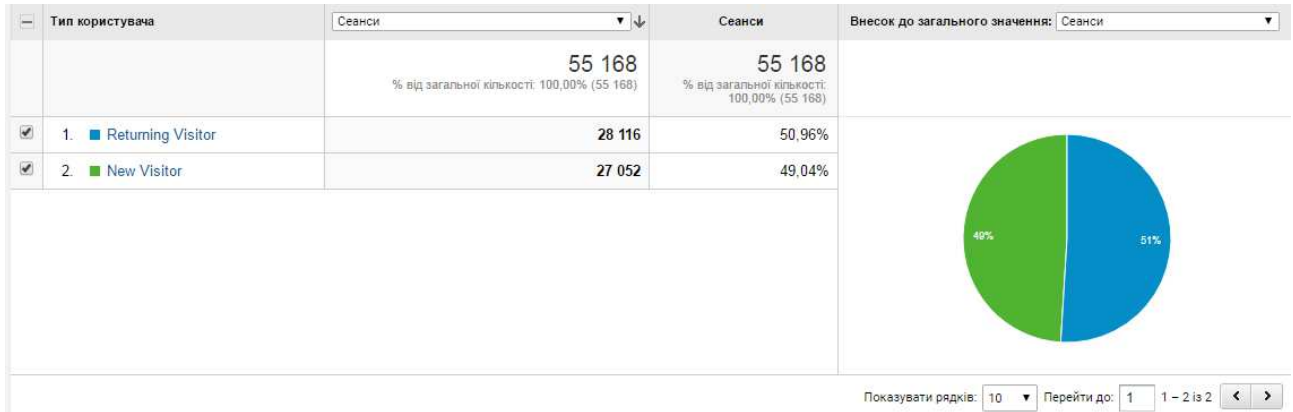 Тип користувача Сеанси Сеанси Внесок до загального значення: Сеанси
55 168 55 168
% від загальної кількості: 100,00% (55 168) % від загальної кількості:
100,00% (55 168)
1. Returning Visitor 28 116 50,96%
2. New Visitor 27 052 49,04%
49% 51%
Показувати рядків: 10 Перейти до: 1 1 – 2 із 2